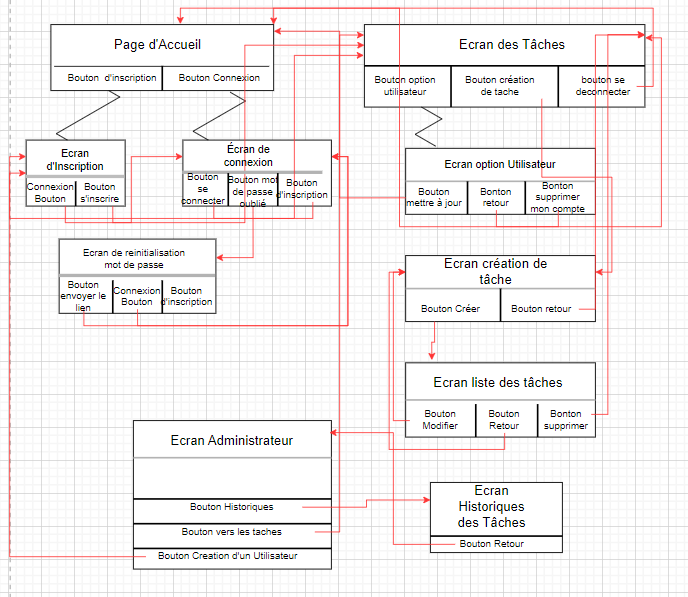 Page d'Accueil
Bouton d'inscription
Bouton Connexion
Ecran des Tâches
Bouton option
utilisateur
Bouton création
de tache
bouton se
deconnecter
Ecran
d'Inscription
Connexion
Bouton
Bouton
s'inscrire
Écran de
connexion
Bouton
se
connecter
Bouton mot
de passe
oublié
Bouton
d'inscription
Ecran option Utilisateur
Bouton
mettre à jour
Bonton
retour
Bonton
supprimer
mon compte
Ecran de reinitialisation
mot de passe
Bouton
envoyer le
lien
Connexion
Bouton
Bouton
d'inscription
Ecran création de
tâche
Bouton Créer
Bouton retour
Ecran liste des tâches
Bouton
Modifier
Bouton
Retour
Bonton
supprimer
Ecran Administrateur
Bouton Historiques
Bouton vers les taches
Bouton Creation d'un Utilisateur
Ecran
Historiques
des Tâches
Bouton Retour